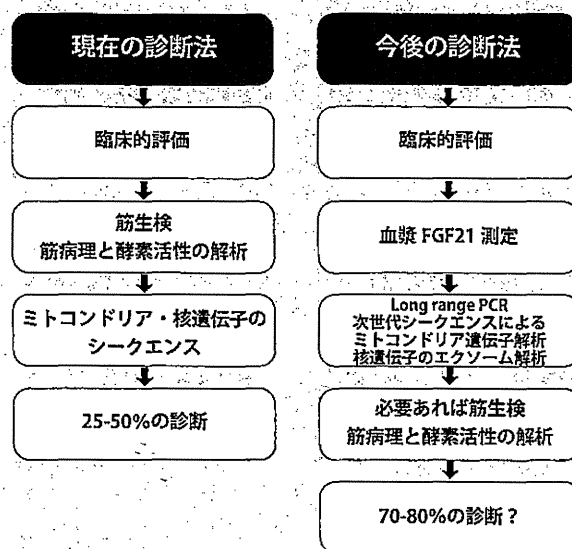 現在の診断法
臨床的評価
筋生検
筋病理と酵素活性の解析
ミトコンドリア・核遺伝子の
シークエンス
25-50%の診断
今後の診断法
臨床的評価
血漿 FGF21 測定
Long range PCR
次世代シークエンスによる
ミトコンドリア遺伝子解析
核遺伝子のエクソーム解析
必要あれば筋生検
筋病理と酵素活性の解析
70-80%の診断?